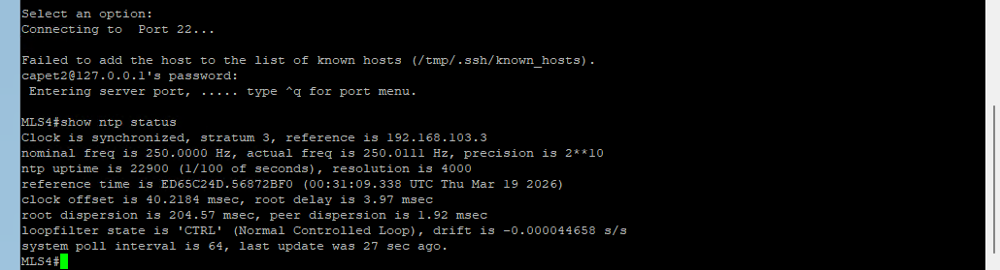 Select an option:
Connecting to  Port 22...
Failed to add the host to the list of known hosts (/tmp/.ssh/known_hosts).
capet2@127.0.0.1's password:
 Entering server port, ..... type ^q for port menu.
MLS4#show ntp status
Clock is synchronized, stratum 3, reference is 192.168.103.3
nominal freq is 250.0000 Hz, actual freq is 250.0111 Hz, precision is 2**10
ntp uptime is 22900 (1/100 of seconds), resolution is 4000
reference time is ED65C24D.56872BF0 (00:31:09.338 UTC Thu Mar 19 2026)
clock offset is 40.2184 msec, root delay is 3.97 msec
root dispersion is 204.57 msec, peer dispersion is 1.92 msec
loopfilter state is 'CTRL' (Normal Controlled Loop), drift is -0.000044658 s/s
system poll interval is 64, last update was 27 sec ago.
MLS4#